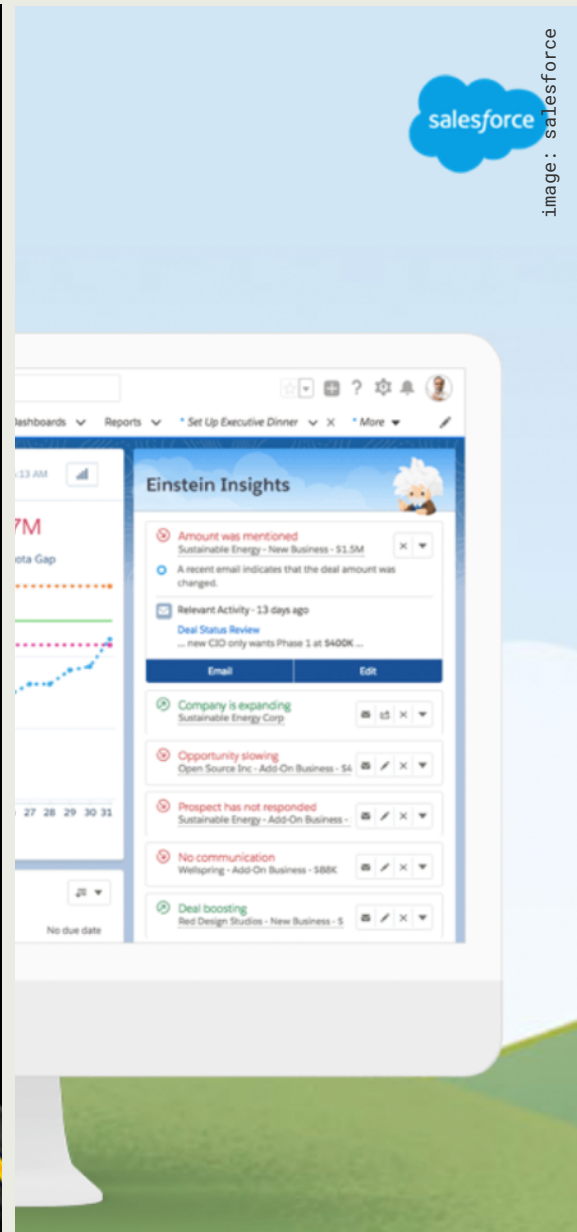 salesforce
image: salesforce
Dashboards Reports * Set Up Executive Dinner * More
:13 AM
7M
ota Gap
27 28 29 30 31
No due date
Einstein Insights
Amount was mentioned
Sustainable Energy - New Business - $1.5M
A recent email indicates that the deal amount was
changed.
Relevant Activity - 13 days ago
Deal Status Review
... new CIO only wants Phase 1 at $400K ...
Email Edit
Company is expanding
Sustainable Energy Corp
Opportunity slowing
Open Source Inc - Add-On Business - $4
Prospect has not responded
Sustainable Energy - Add-On Business -
No communication
Wellspring - Add-On Business - $88K
Deal boosting
Red Design Studios - New Business - $